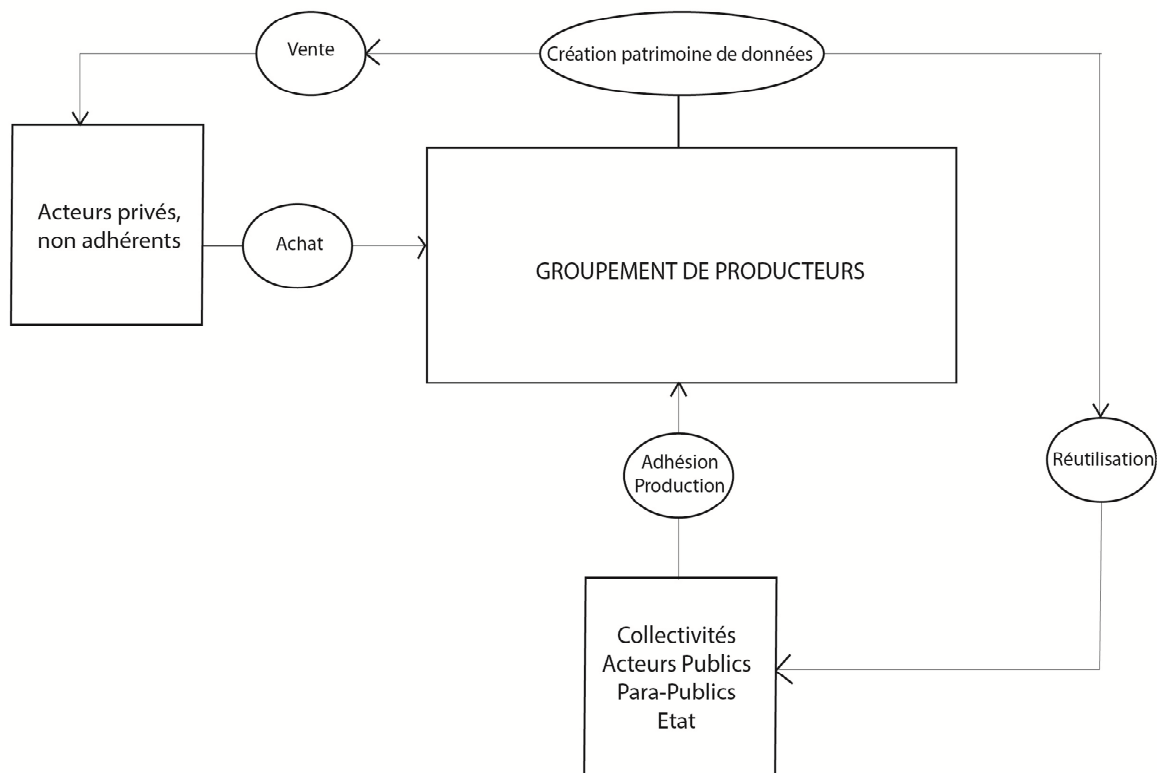 Vente
Création patrimoine de données
Acteurs privés,
non adhérents
Achat
GROUPEMENT DE PRODUCTEURS
Adhésion
Production
Réutilisation
Collectivités
Acteurs Publics
Para-Publics
Etat